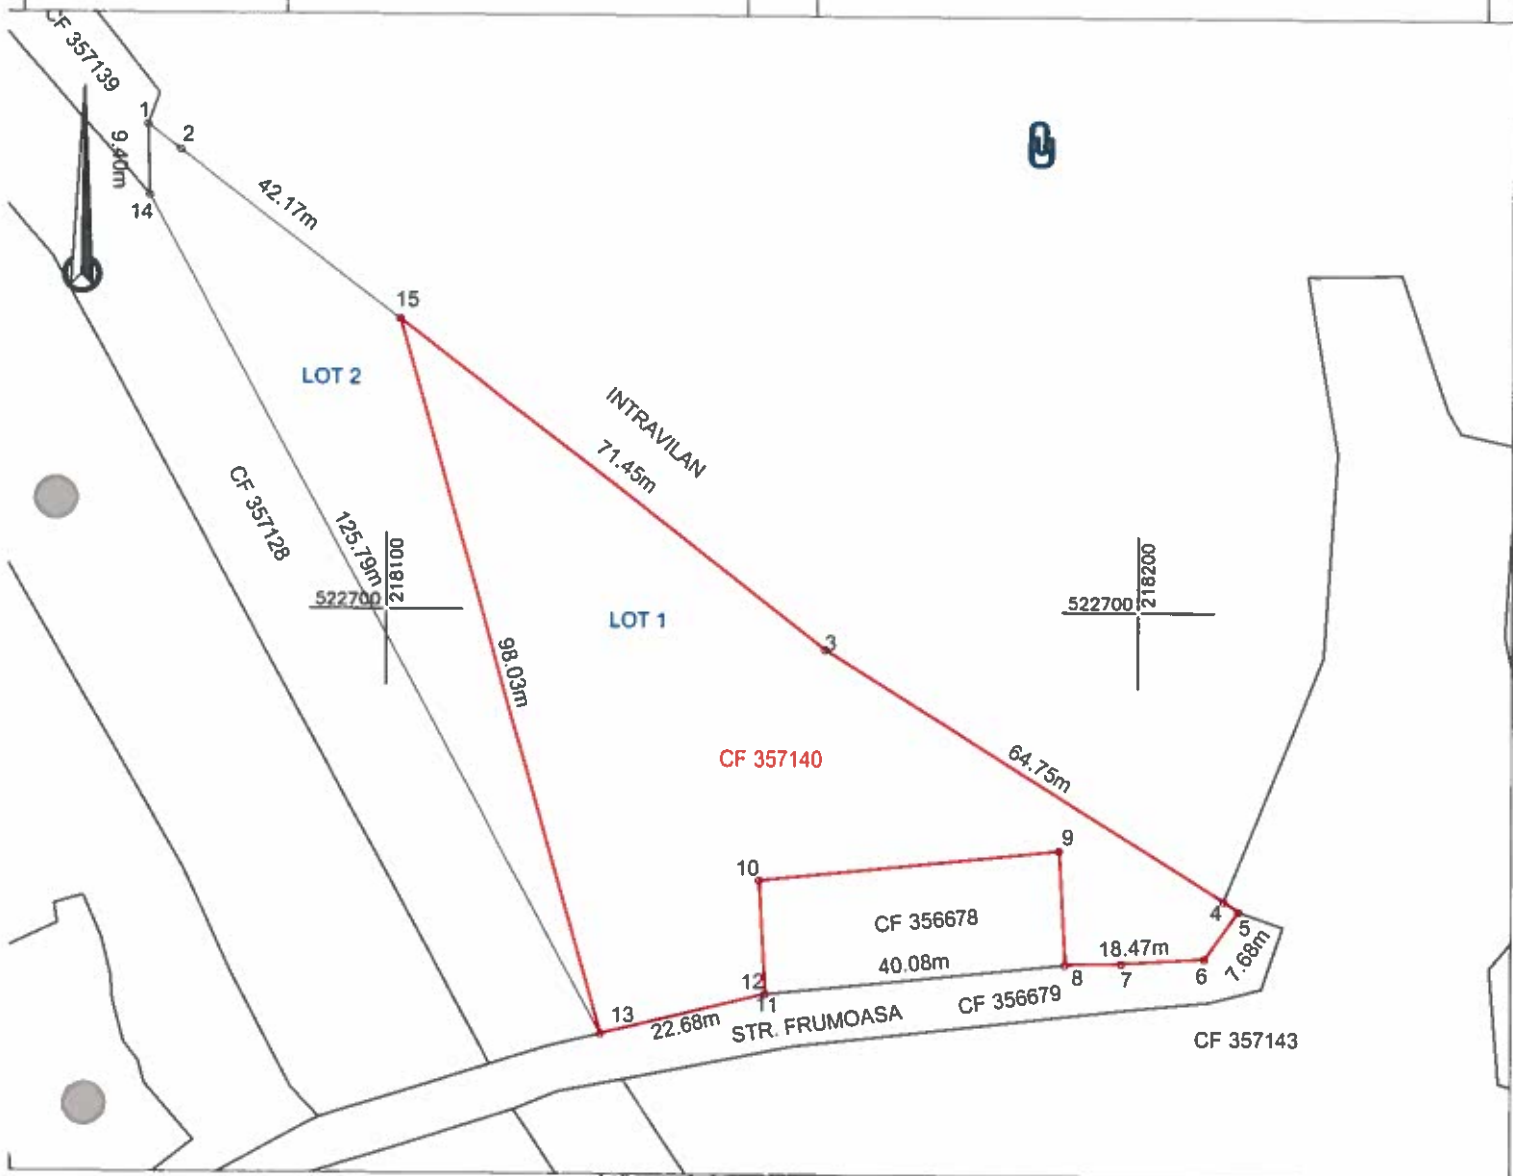 CF 357139
1
2
9.40m
14
42.17m
15
LOT 2
INTRAVILAN
71.45m
CF 357128
125.79m
218100
522700
218200
522700
LOT 1
3
98.03m
CF 357140
64.75m
9
10
CF 356678
4
5
18.47m
7.68m
40.08m
12
8
7
6
11
CF 356679
13
22.68m
STR. FRUMOASA
CF 357143